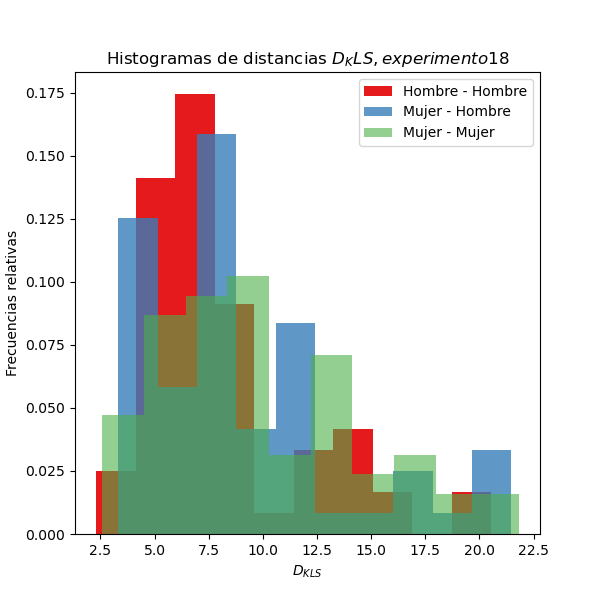 Histogramas de distancias $D_KLS, experimento18$
Hombre - Hombre
Mujer - Hombre
Mujer - Mujer
Frecuencias relativas
0.175
0.150
0.125
0.100
0.075
0.050
0.025
0.000
2.5 5.0 7.5 10.0 12.5 15.0 17.5 20.0 22.5
$D_{KLS}$